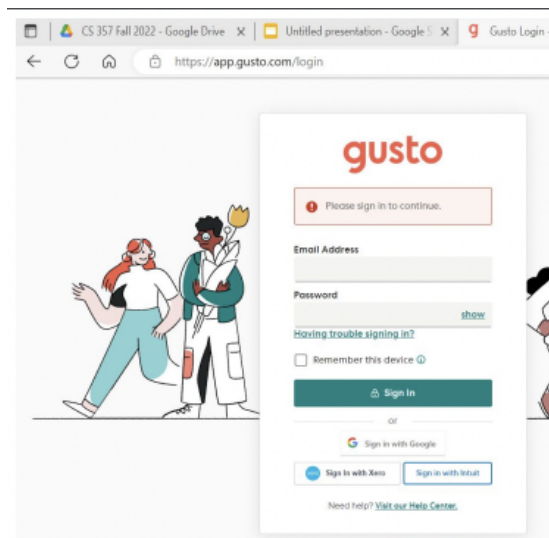 CS 357 Fall 2022 - Google Drive Untitled presentation - Google S Gusto Login -
https://app.gusto.com/login
gusto
Please sign in to continue.
Email Address
Password
show
Having trouble signing in?
Remember this device
Sign In
or
Sign in with Google
xero Sign In with Xero Sign in with Intuit
Need help? Visit our Help Center.